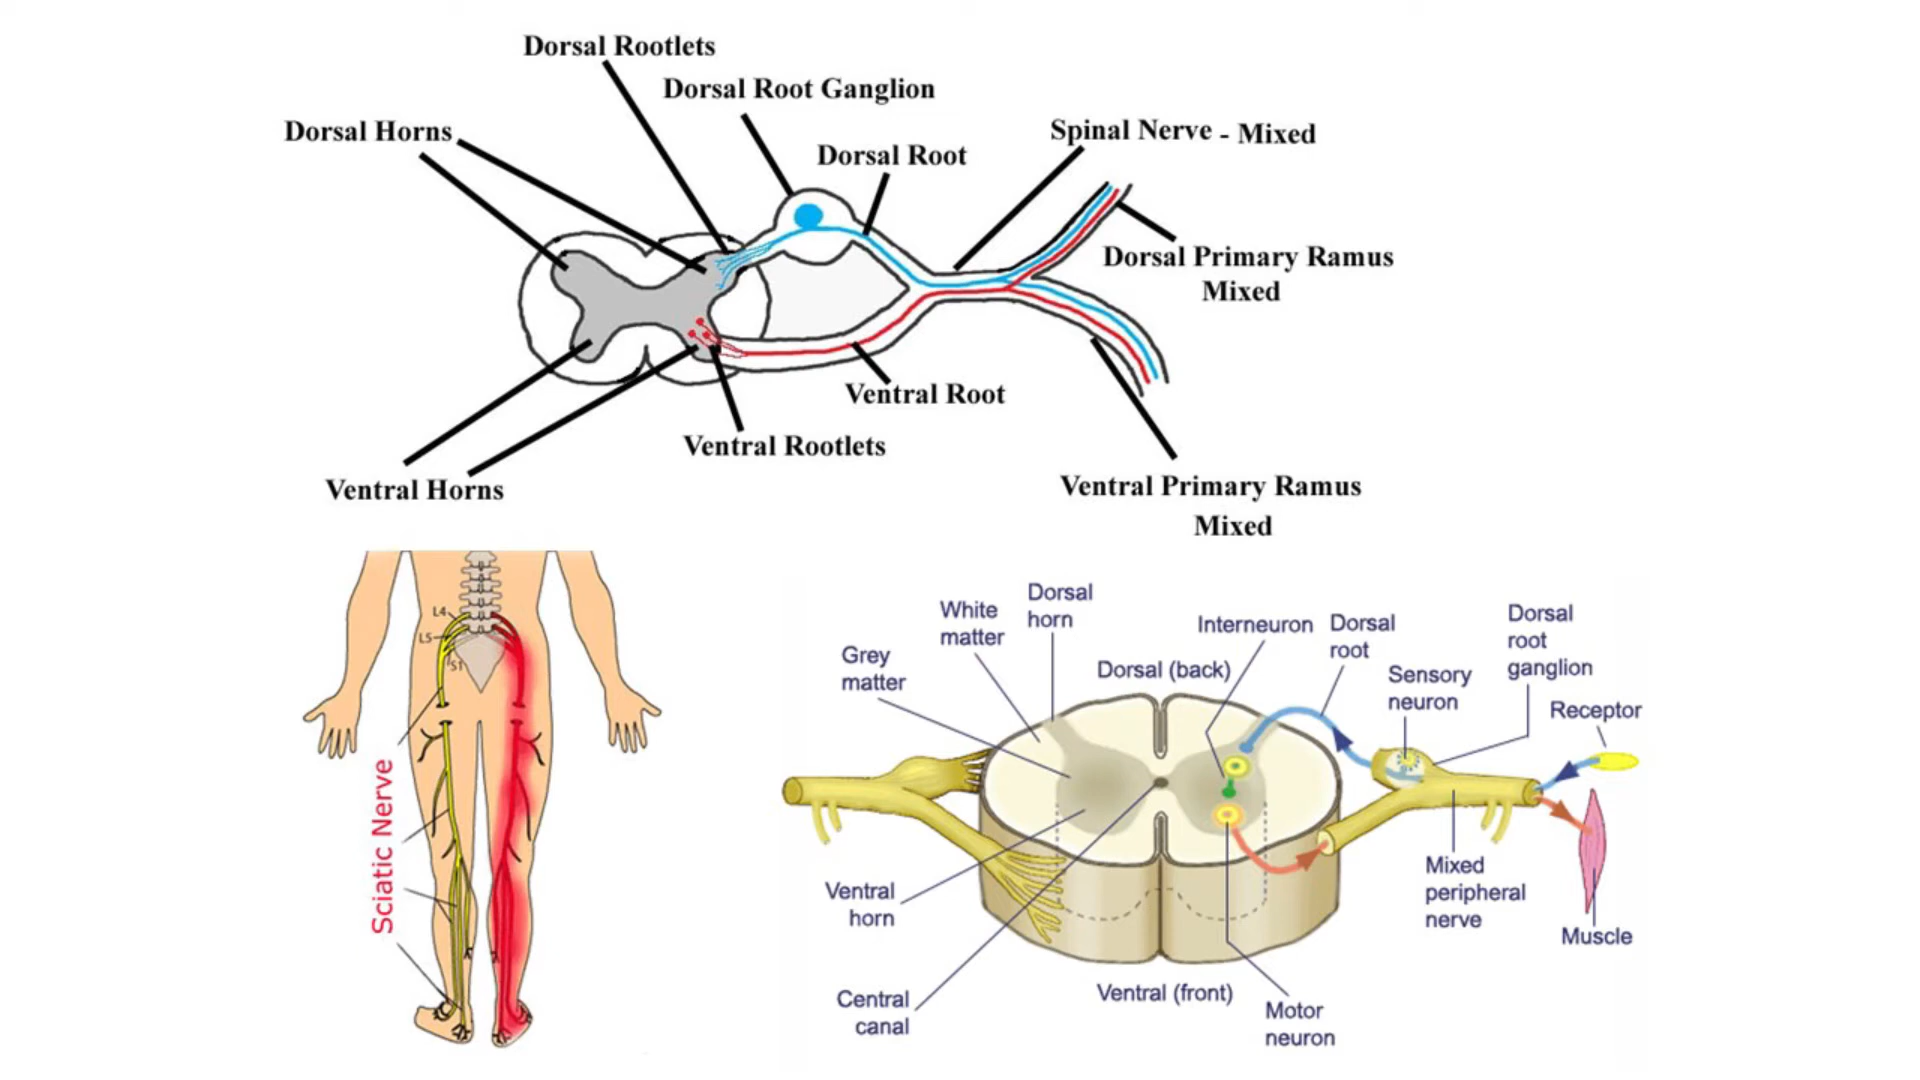 Dorsal Rootlets
Dorsal Root Ganglion
Dorsal Horns
Dorsal Root
Spinal Nerve - Mixed
Dorsal Primary Ramus
Mixed
Ventral Root
Ventral Rootlets
Ventral Horns
Ventral Primary Ramus
Mixed
L4
L5
S1
Sciatic Nerve
Dorsal
horn
White
matter
Grey
matter
Dorsal (back)
Interneuron
Dorsal
root
Sensory
neuron
Dorsal
root
ganglion
Receptor
Mixed
peripheral
nerve
Muscle
Ventral
horn
Central
canal
Ventral (front)
Motor
neuron